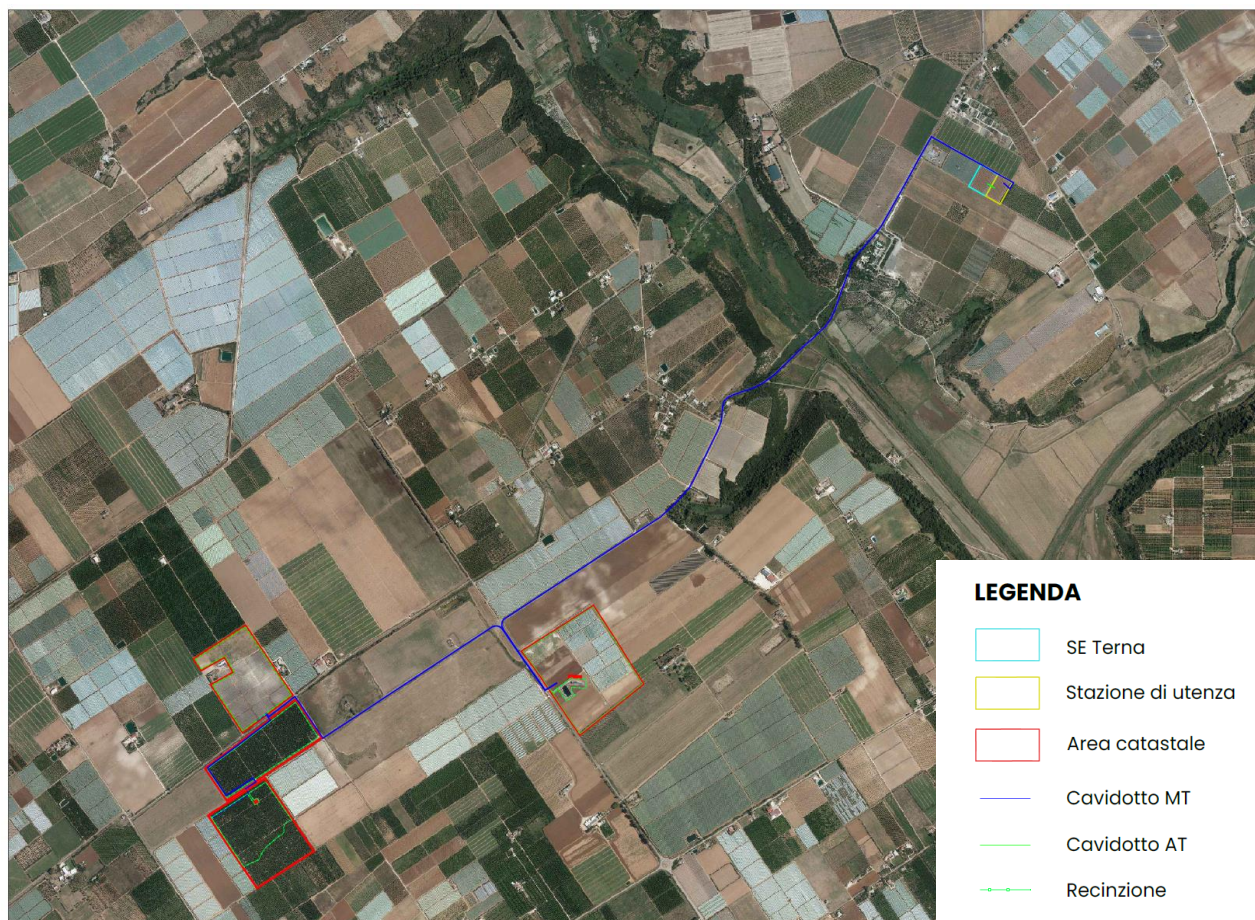 LEGENDA
SE Terna
Stazione di utenza
Area catastale
Cavidotto MT
Cavidotto AT
Recinzione